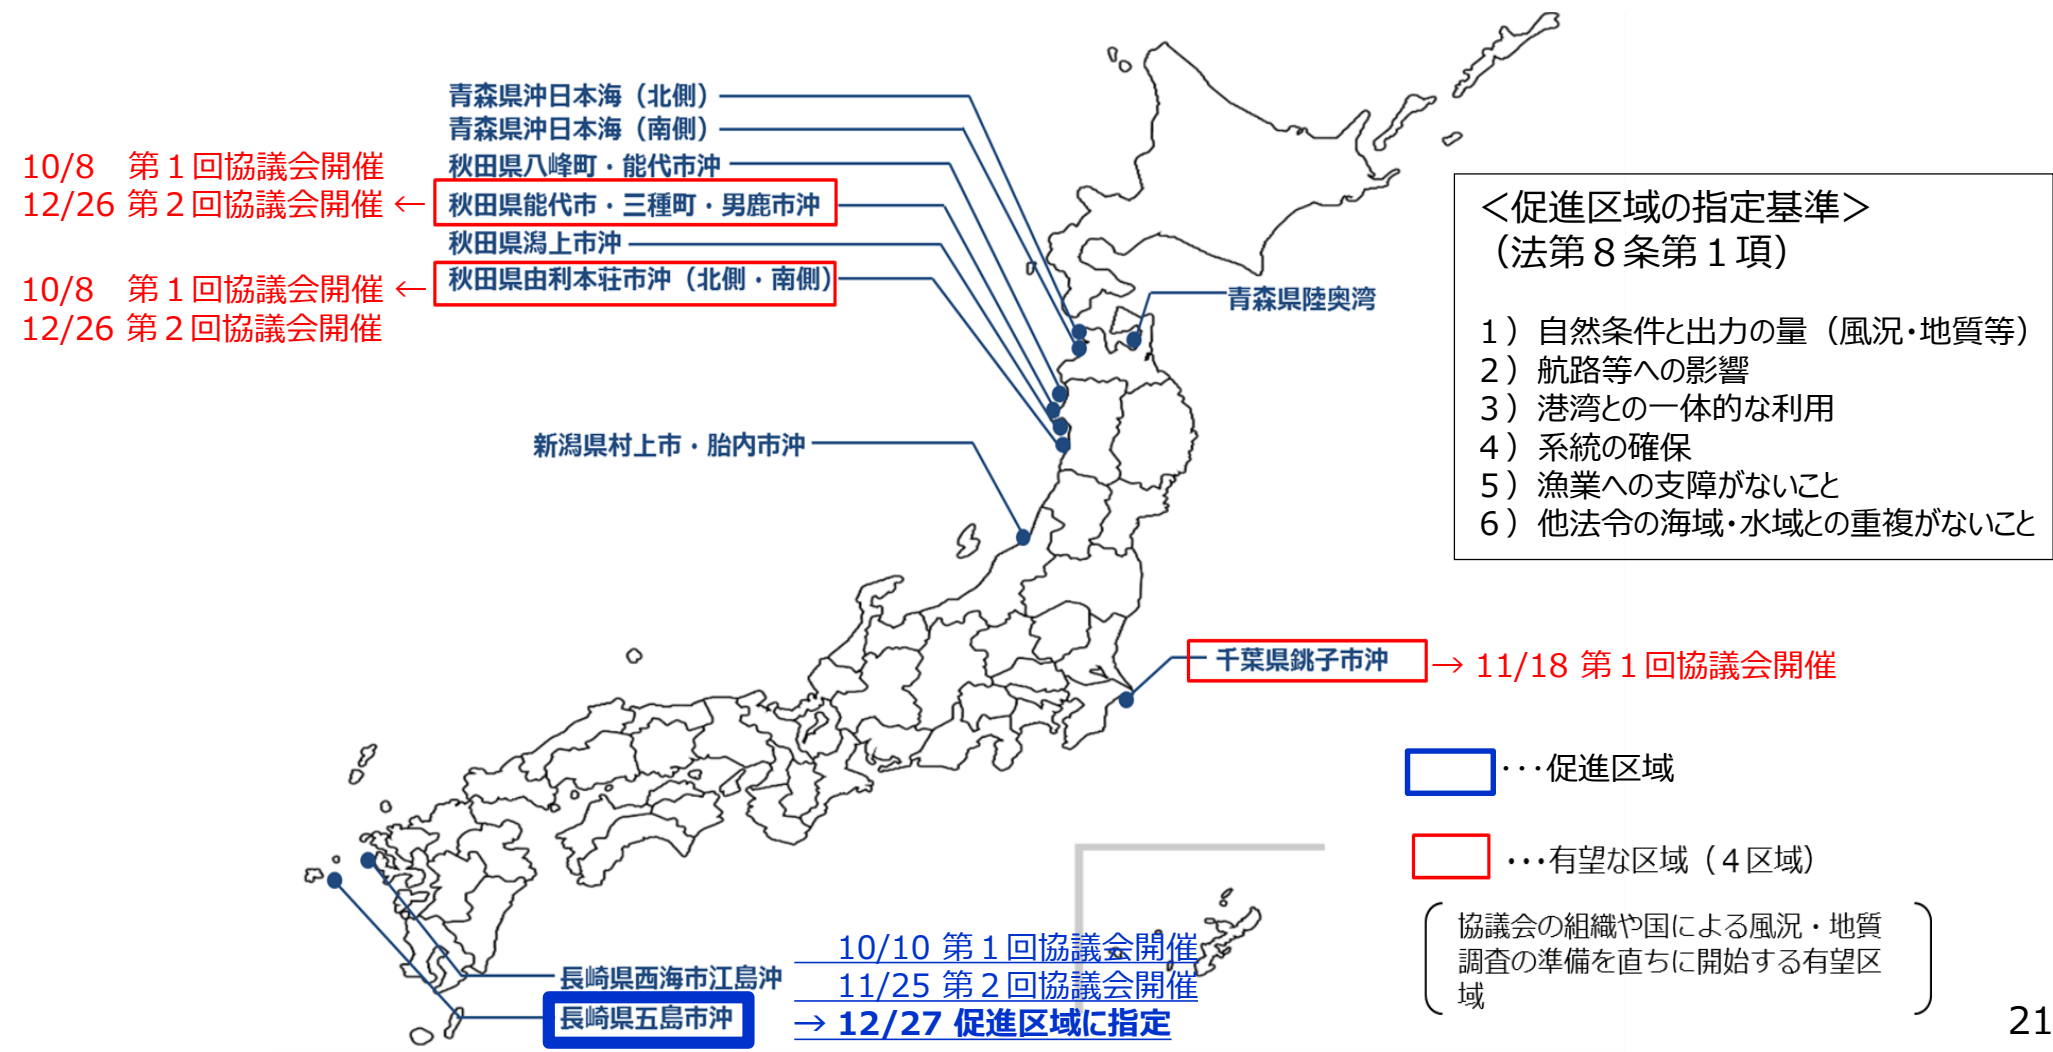 青森県沖日本海（北側）
青森県沖日本海（南側）
10/8　第１回協議会開催
12/26 第２回協議会開催 ←
秋田県八峰町・能代市沖
秋田県能代市・三種町・男鹿市沖
秋田県潟上市沖
10/8　第１回協議会開催 ←
12/26 第２回協議会開催
秋田県由利本荘市沖（北側・南側）
青森県陸奥湾
新潟県村上市・胎内市沖
＜促進区域の指定基準＞
（法第８条第１項）
１）自然条件と出力の量（風況・地質等）
２）航路等への影響
３）港湾との一体的な利用
４）系統の確保
５）漁業への支障がないこと
６）他法令の海域・水域との重複がないこと
千葉県銚子市沖
→ 11/18 第１回協議会開催
･･･促進区域
･･･有望な区域（４区域）
協議会の組織や国による風況・地質
調査の準備を直ちに開始する有望区
域
10/10 第１回協議会開催
11/25 第２回協議会開催
→ 12/27 促進区域に指定
長崎県西海市江島沖
長崎県五島市沖
21